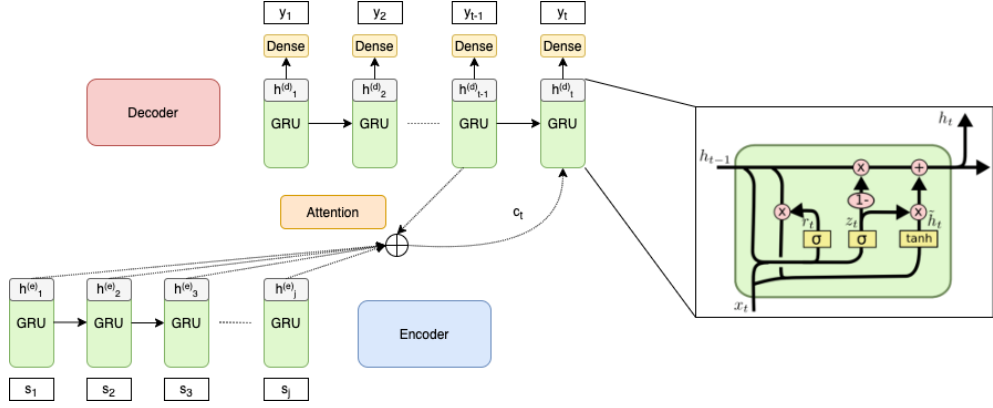 y1 y2 yt-1 yt
Dense Dense Dense Dense
h(d)1 h(d)2 h(d)t-1 h(d)t
Decoder
GRU GRU GRU GRU
ht
ht-1
x +
1-
x rt zt x h̃t
σ σ tanh
xt
Attention
ct
h(e)1 h(e)2 h(e)3 h(e)j
GRU GRU GRU GRU
Encoder
s1 s2 s3 sj